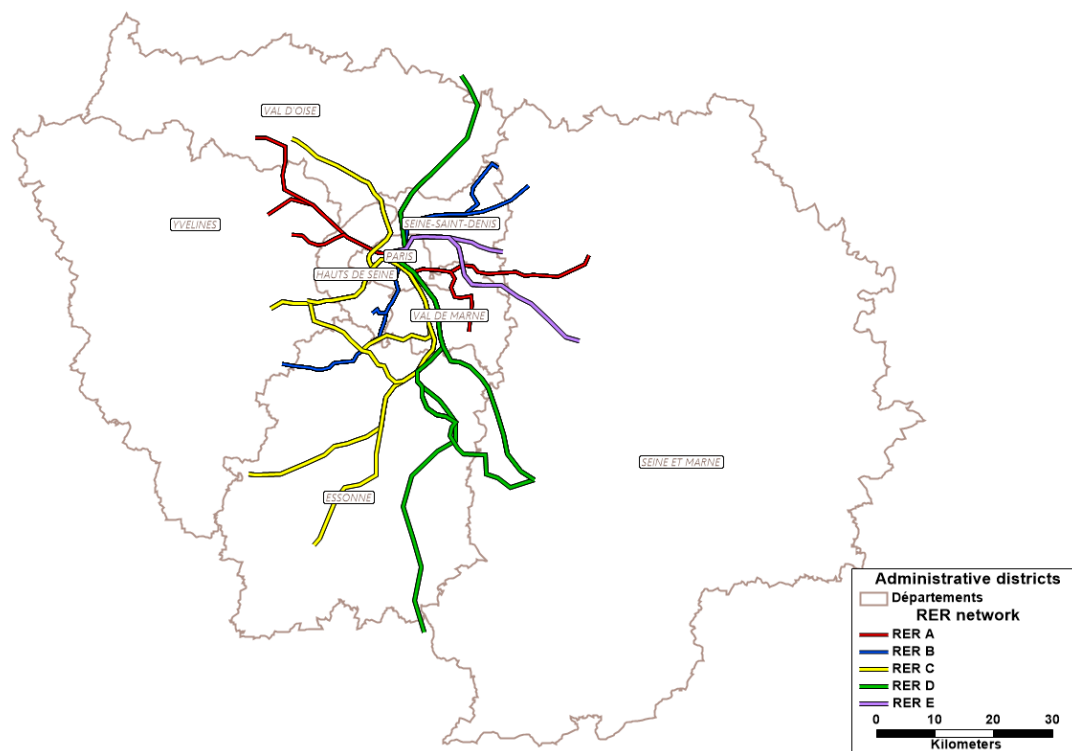 VAL D'OISE
YVELINES
SEINE-SAINT-DENIS
PARIS
HAUTS DE SEINE
VAL DE MARNE
SEINE ET MARNE
ESSONNE
Administrative districts
Départements
RER network
RER A
RER B
RER C
RER D
RER E
0 10 20 30
Kilometers